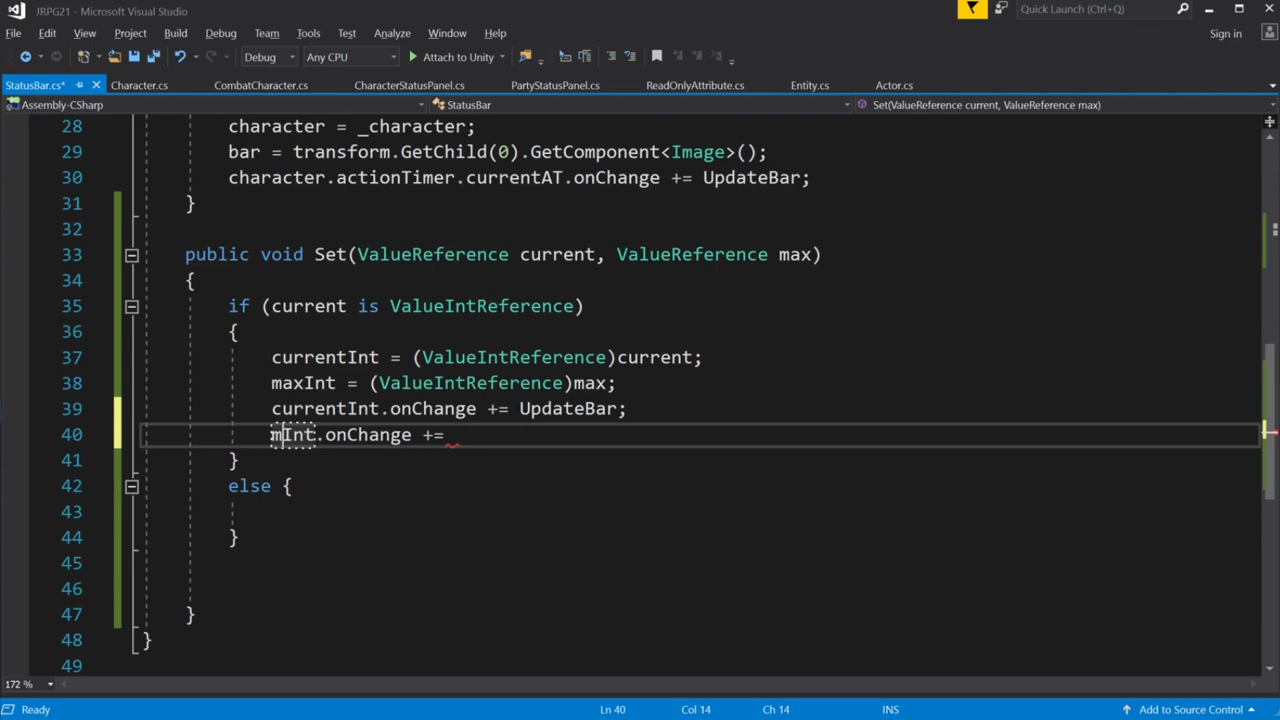 JRPG21 - Microsoft Visual Studio
Quick Launch (Ctrl+Q)
File Edit View Project Build Debug Team Tools Test Analyze Window Help
Sign in
Debug Any CPU Attach to Unity
StatusBar.cs* Character.cs CombatCharacter.cs CharacterStatusPanel.cs PartyStatusPanel.cs ReadOnlyAttribute.cs Entity.cs Actor.cs
Assembly-CSharp StatusBar Set(ValueReference current, ValueReference max)
28 character = _character;
29 bar = transform.GetChild(0).GetComponent<Image>();
30 character.actionTimer.currentAT.onChange += UpdateBar;
31 }
32
33 public void Set(ValueReference current, ValueReference max)
34 {
35 if (current is ValueIntReference)
36 {
37 currentInt = (ValueIntReference)current;
38 maxInt = (ValueIntReference)max;
39 currentInt.onChange += UpdateBar;
40 mInt.onChange +=
41 }
42 else {
43
44 }
45
46
47 }
48 }
49
172 %
Ready Ln 40 Col 14 Ch 14 INS Add to Source Control